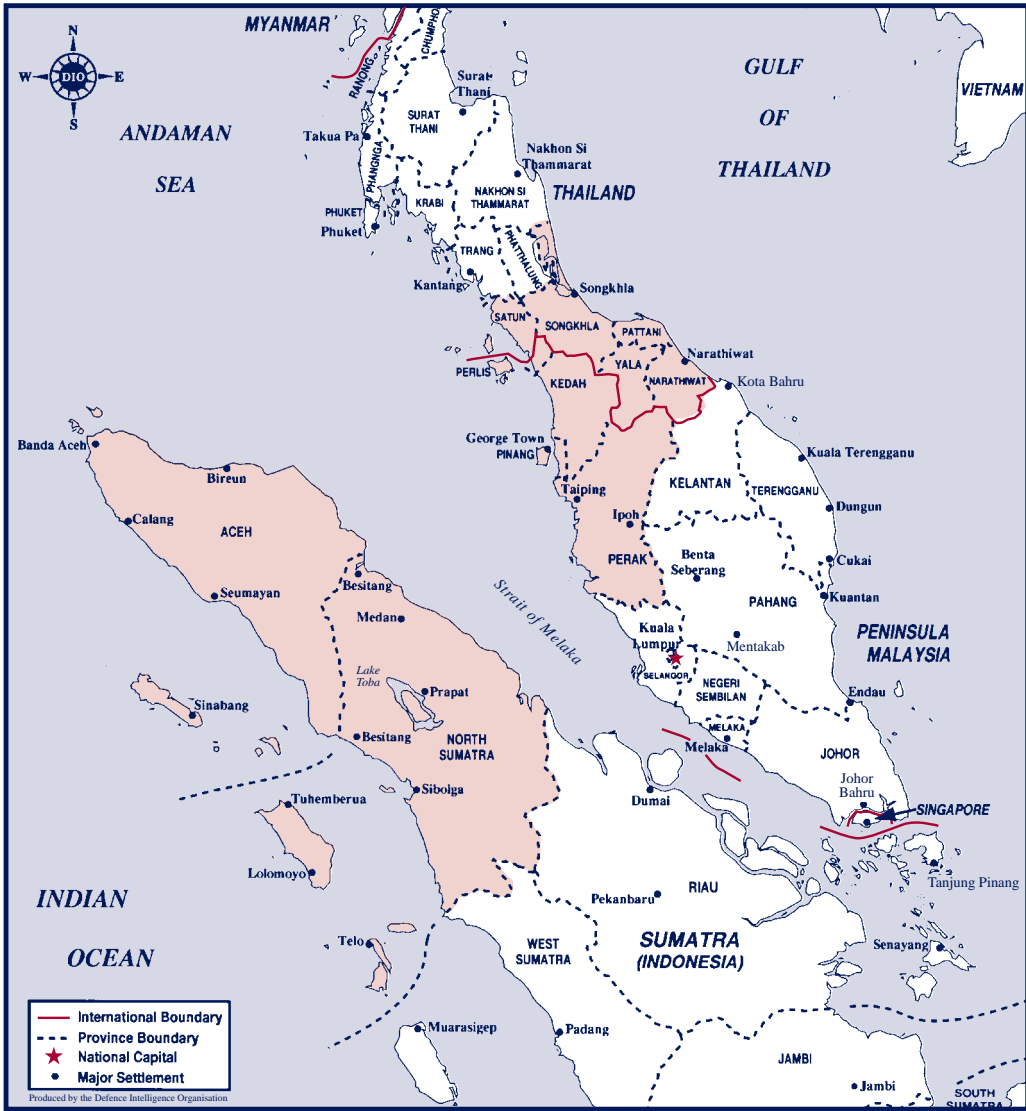 MYANMAR
CHUMPHO
RANONG
N
W
DIO
E
S
GULF
OF
THAILAND
VIETNAM
ANDAMAN
SEA
Surat
Thani
SURAT
THANI
Takua Pa
PHANGNGA
Nakhon Si
Thammarat
KRABI
NAKHON SI
THAMMARAT
THAILAND
PHUKET
Phuket
TRANG
PHATTHALUNG
Kantang
Songkhla
SATUN
SONGKHLA
PATTANI
Narathiwat
YALA
NARATHIWAT
PERLIS
KEDAH
Kota Bahru
George Town
PINANG
Banda Aceh
Bireun
Kuala Terengganu
KELANTAN
TERENGGANU
Taiping
Calang
Ipoh
Dungun
ACEH
PERAK
Benta
Seberang
Cukai
Besitang
Seumayan
Strait of Melaka
PAHANG
Kuantan
Medan
Kuala
Lumpur
Mentakab
PENINSULA
MALAYSIA
Lake
Toba
Prapat
SELANGOR
NEGERI
SEMBILAN
Endau
Sinabang
MELAKA
Melaka
Besitang
NORTH
SUMATRA
JOHOR
Sibolga
Johor
Bahru
Tuhemberua
Dumai
SINGAPORE
Lolomoyo
Tanjung Pinang
RIAU
Pekanbaru
INDIAN
OCEAN
Telo
WEST
SUMATRA
SUMATRA
(INDONESIA)
Senayang
Muarasigep
Padang
JAMBI
Jambi
SOUTH
SUMATRA
International Boundary
Province Boundary
National Capital
Major Settlement
Produced by the Defence Intelligence Organisation